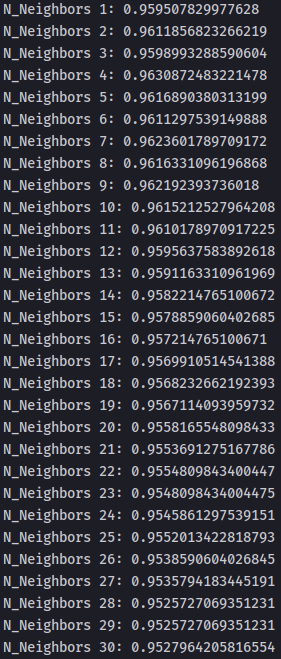 N_Neighbors 1: 0.959507829977628
N_Neighbors 2: 0.9611856823266219
N_Neighbors 3: 0.9598993288590604
N_Neighbors 4: 0.9630872483221478
N_Neighbors 5: 0.9616890380313199
N_Neighbors 6: 0.9611297539149888
N_Neighbors 7: 0.9623601789709172
N_Neighbors 8: 0.9616331096196868
N_Neighbors 9: 0.962192393736018
N_Neighbors 10: 0.9615212527964208
N_Neighbors 11: 0.9610178970917225
N_Neighbors 12: 0.9595637583892618
N_Neighbors 13: 0.9591163310961969
N_Neighbors 14: 0.9582214765100672
N_Neighbors 15: 0.9578859060402685
N_Neighbors 16: 0.957214765100671
N_Neighbors 17: 0.9569910514541388
N_Neighbors 18: 0.9568232662192393
N_Neighbors 19: 0.9567114093959732
N_Neighbors 20: 0.9558165548098433
N_Neighbors 21: 0.9553691275167786
N_Neighbors 22: 0.9554809843400447
N_Neighbors 23: 0.9548098434004475
N_Neighbors 24: 0.9545861297539151
N_Neighbors 25: 0.9552013422818793
N_Neighbors 26: 0.9538590604026845
N_Neighbors 27: 0.9535794183445191
N_Neighbors 28: 0.9525727069351231
N_Neighbors 29: 0.9525727069351231
N_Neighbors 30: 0.9527964205816554